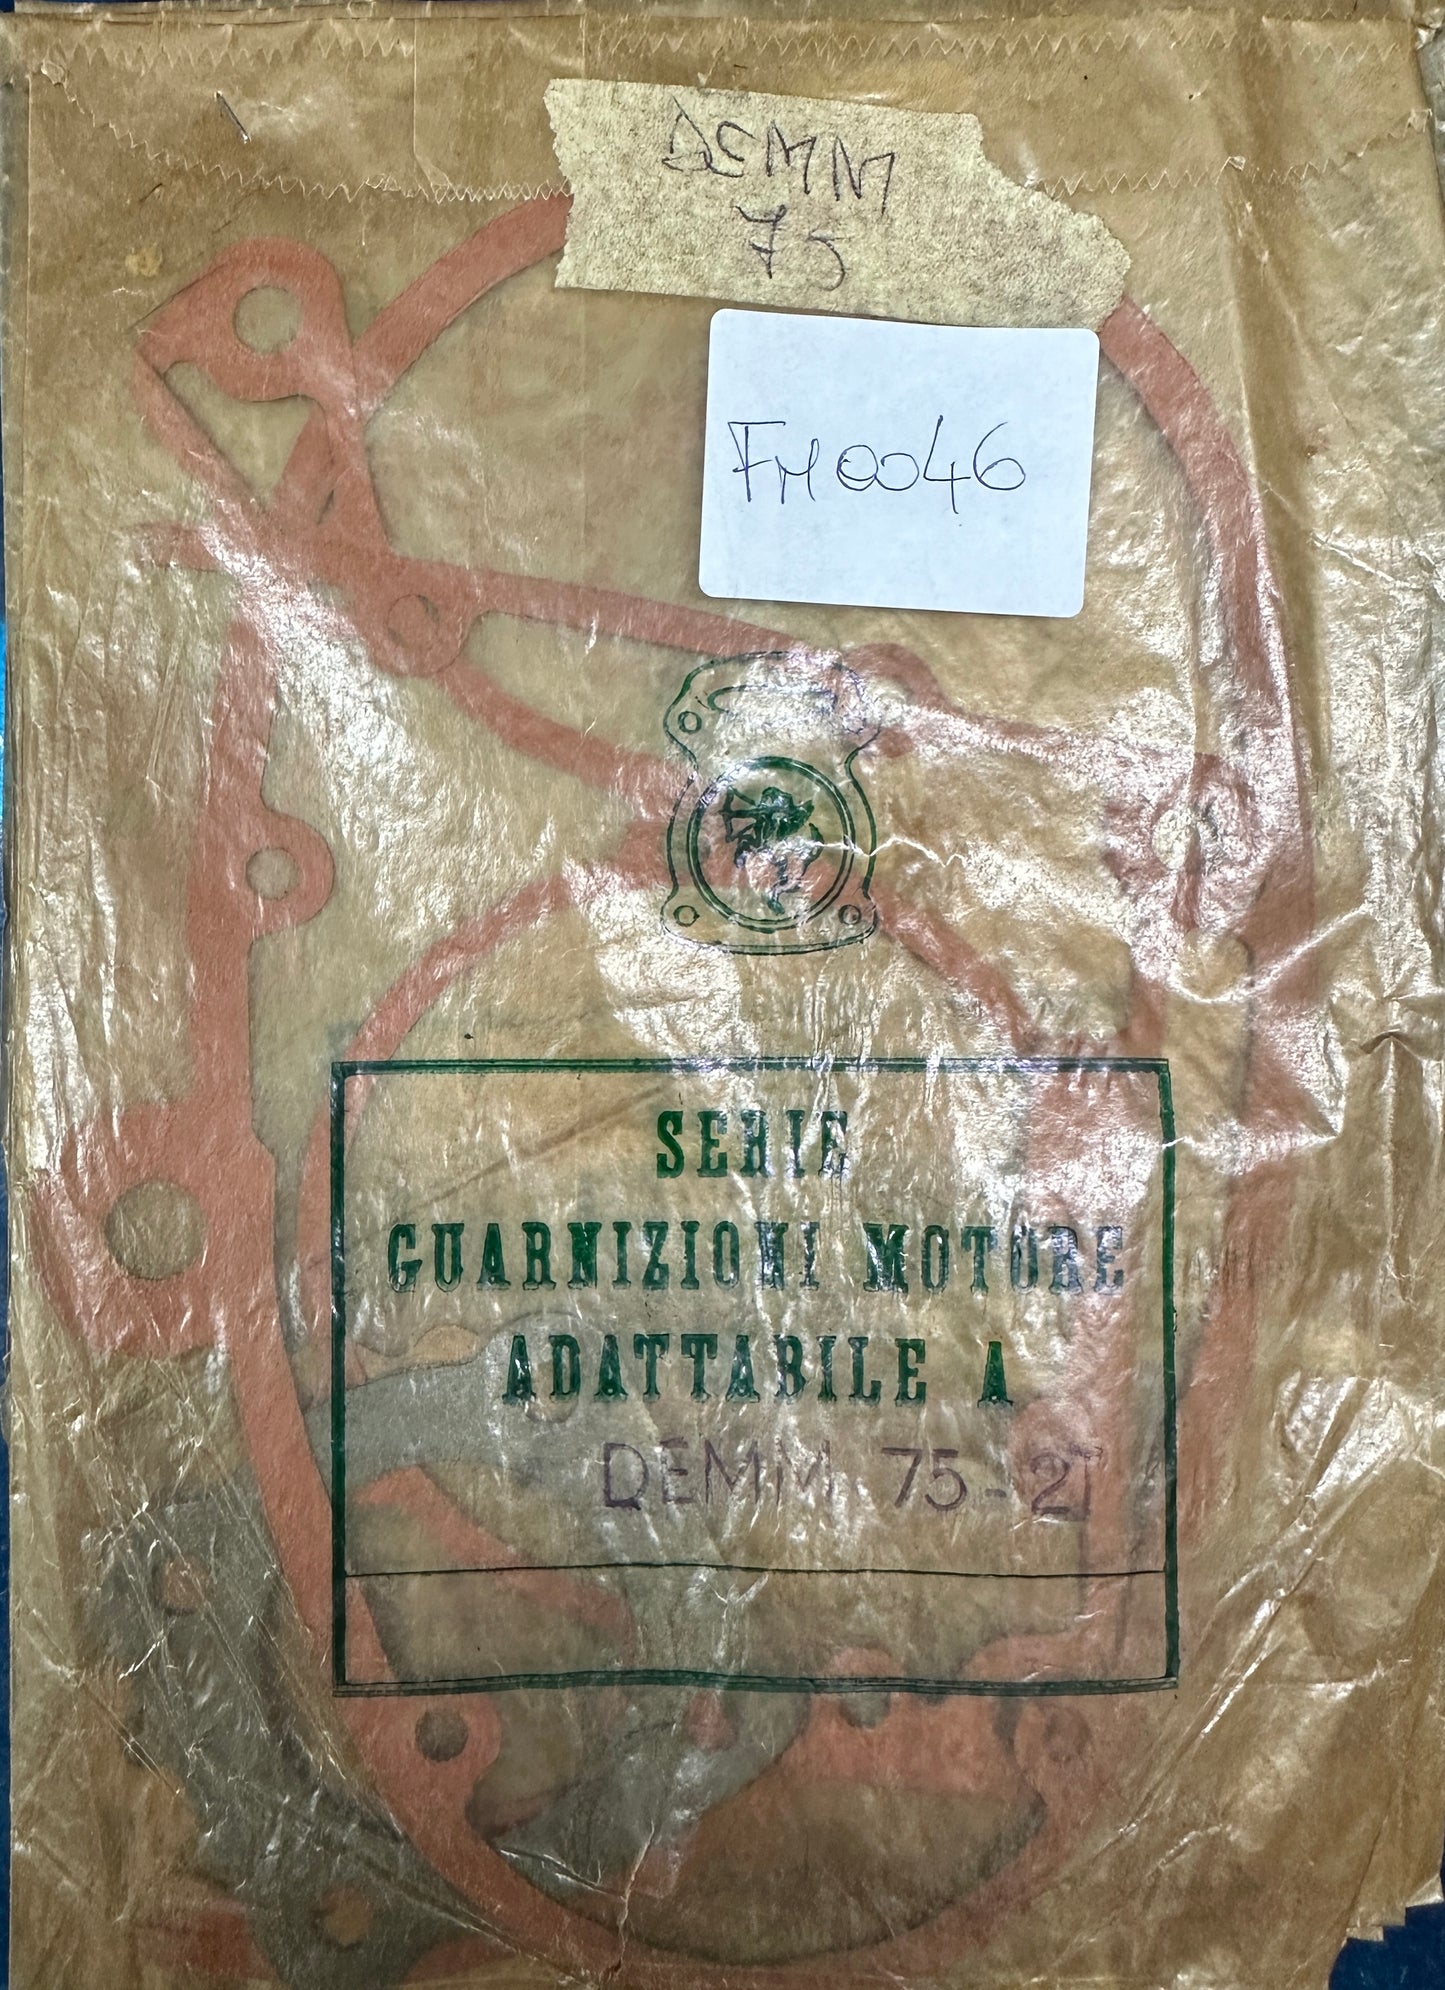 DEMM
75
FM0046
SERIE
GUARNIZIONI MOTORE
ADATTABILE A
DEMM 75-2T